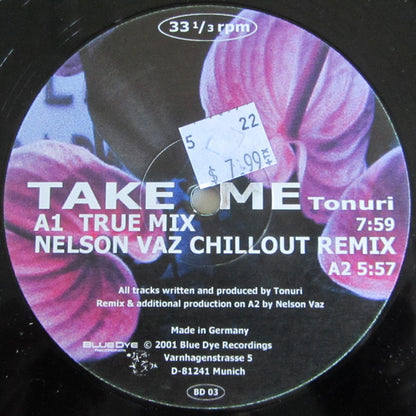 33 1/3 rpm
5 22
$ 7.99
TAKE ME Tonuri
A1 TRUE MIX 7:59
NELSON VAZ CHILLOUT REMIX
A2 5:57
All tracks written and produced by Tonuri
Remix & additional production on A2 by Nelson Vaz
Made in Germany
BLUE DYE RECORDINGS
© 2001 Blue Dye Recordings
Varnhagenstrasse 5
D-81241 Munich
BD 03